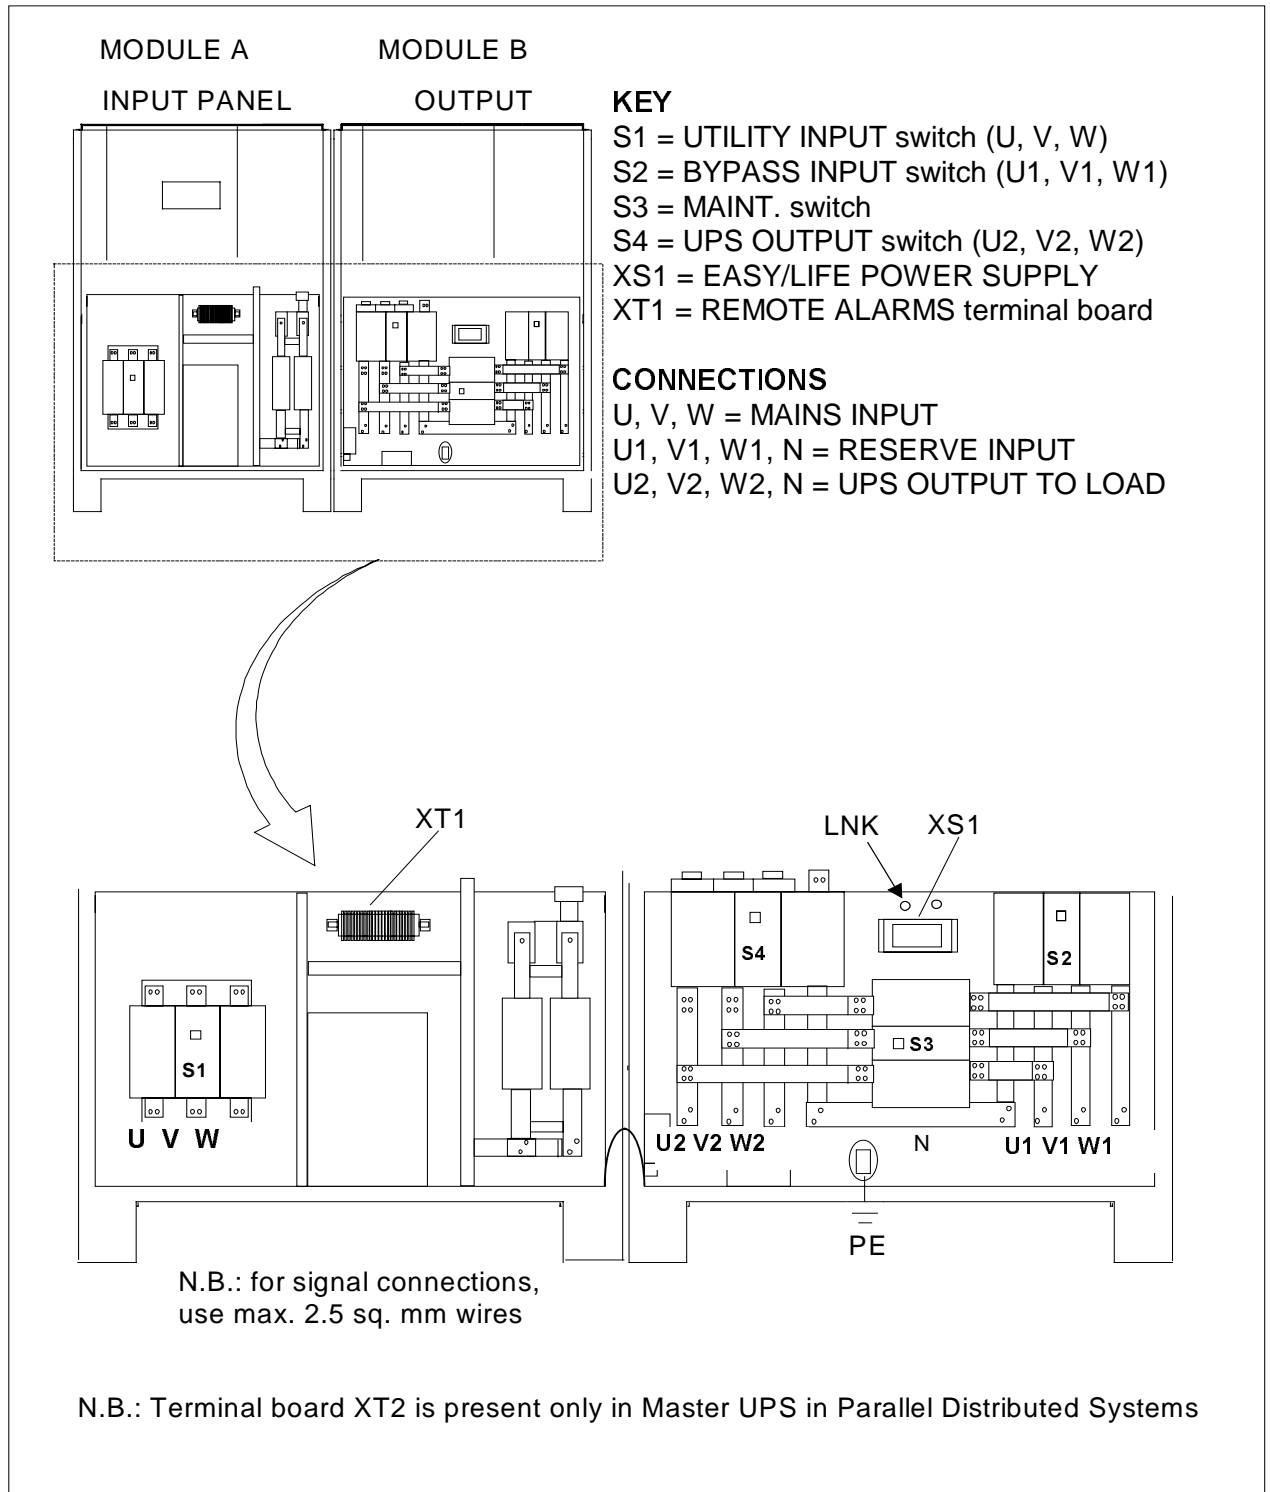 MODULE A MODULE B
INPUT PANEL OUTPUT
KEY
S1 = UTILITY INPUT switch (U, V, W)
S2 = BYPASS INPUT switch (U1, V1, W1)
S3 = MAINT. switch
S4 = UPS OUTPUT switch (U2, V2, W2)
XS1 = EASY/LIFE POWER SUPPLY
XT1 = REMOTE ALARMS terminal board
CONNECTIONS
U, V, W = MAINS INPUT
U1, V1, W1, N = RESERVE INPUT
U2, V2, W2, N = UPS OUTPUT TO LOAD
XT1
LNK XS1
S4 S2
S3
S1
U V W
U2 V2 W2 N U1 V1 W1
PE
N.B.: for signal connections,
use max. 2.5 sq. mm wires
N.B.: Terminal board XT2 is present only in Master UPS in Parallel Distributed Systems